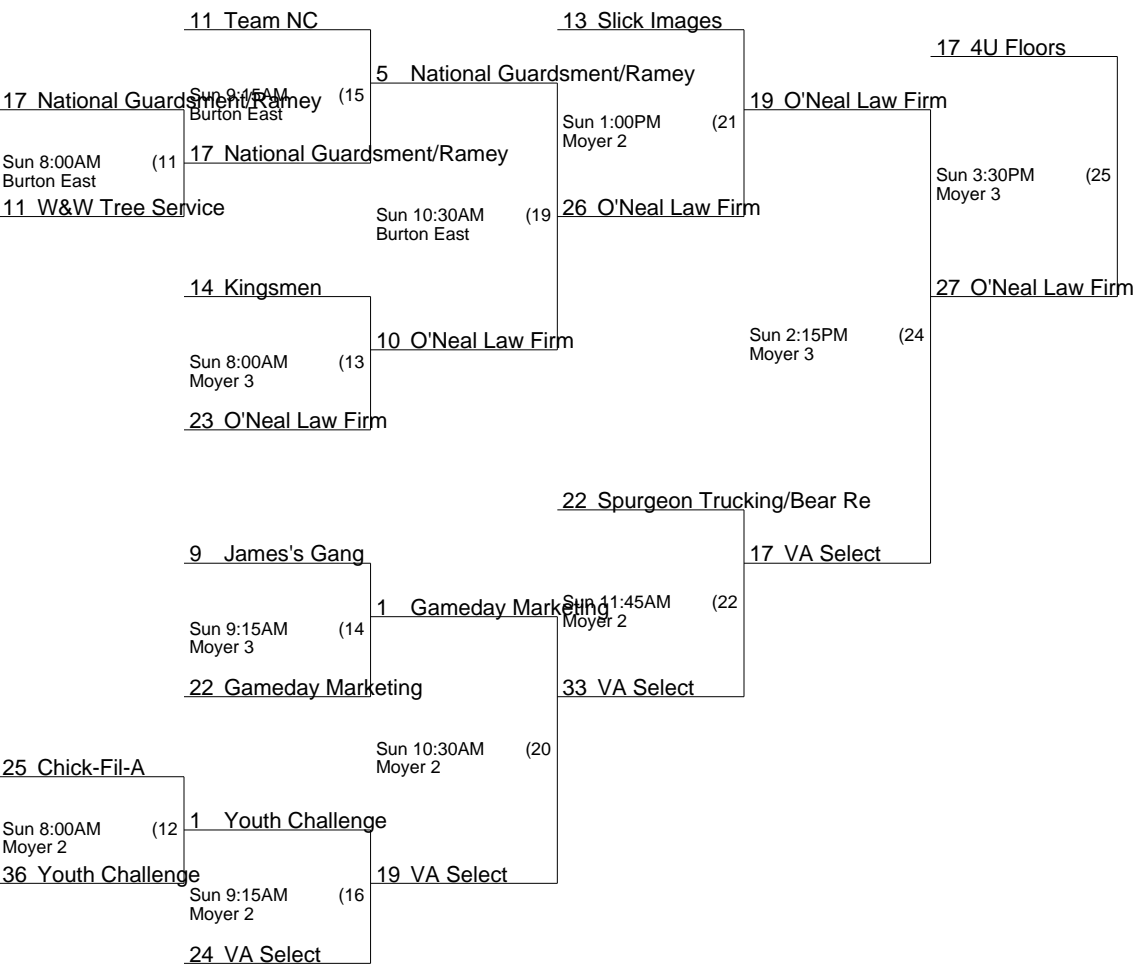 11 Team NC
13 Slick Images
17 4U Floors
5 National Guardsment/Ramey
17 National Guardsment/Ramey
Sun 9:15AM (15
Burton East
19 O'Neal Law Firm
Sun 1:00PM (21
Moyer 2
Sun 8:00AM (11
Burton East
17 National Guardsment/Ramey
Sun 3:30PM (25
Moyer 3
11 W&W Tree Service
Sun 10:30AM (19
Burton East
26 O'Neal Law Firm
14 Kingsmen
27 O'Neal Law Firm
10 O'Neal Law Firm
Sun 2:15PM (24
Moyer 3
Sun 8:00AM (13
Moyer 3
23 O'Neal Law Firm
22 Spurgeon Trucking/Bear Re
9 James's Gang
17 VA Select
1 Gameday Marketing
Sun 11:45AM (22
Moyer 2
Sun 9:15AM (14
Moyer 3
22 Gameday Marketing
33 VA Select
Sun 10:30AM (20
Moyer 2
25 Chick-Fil-A
1 Youth Challenge
Sun 8:00AM (12
Moyer 2
36 Youth Challenge
19 VA Select
Sun 9:15AM (16
Moyer 2
24 VA Select